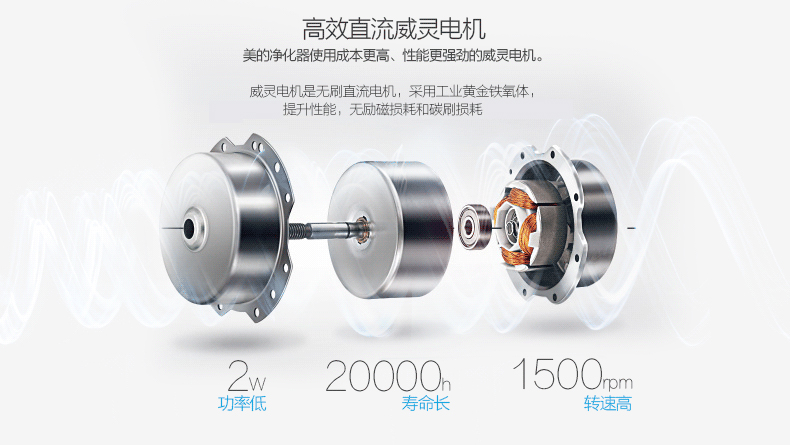 高效直流威灵电机
美的净化器使用成本更高、性能更强劲的威灵电机。
威灵电机是无刷直流电机，采用工业黄金铁氧体，
提升性能，无励磁损耗和碳刷损耗
2w 20000h 1500rpm
功率低 寿命长 转速高